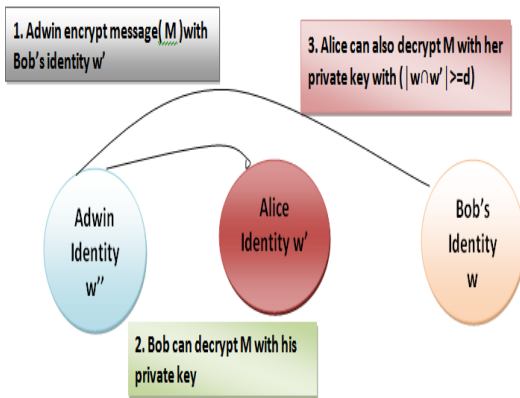 1. Adwin encrypt message( M )with
Bob's identity w'
3. Alice can also decrypt M with her
private key with (|w∩w'|>=d)
Adwin
Identity
w''
Alice
Identity w'
Bob's
Identity
w
2. Bob can decrypt M with his
private key